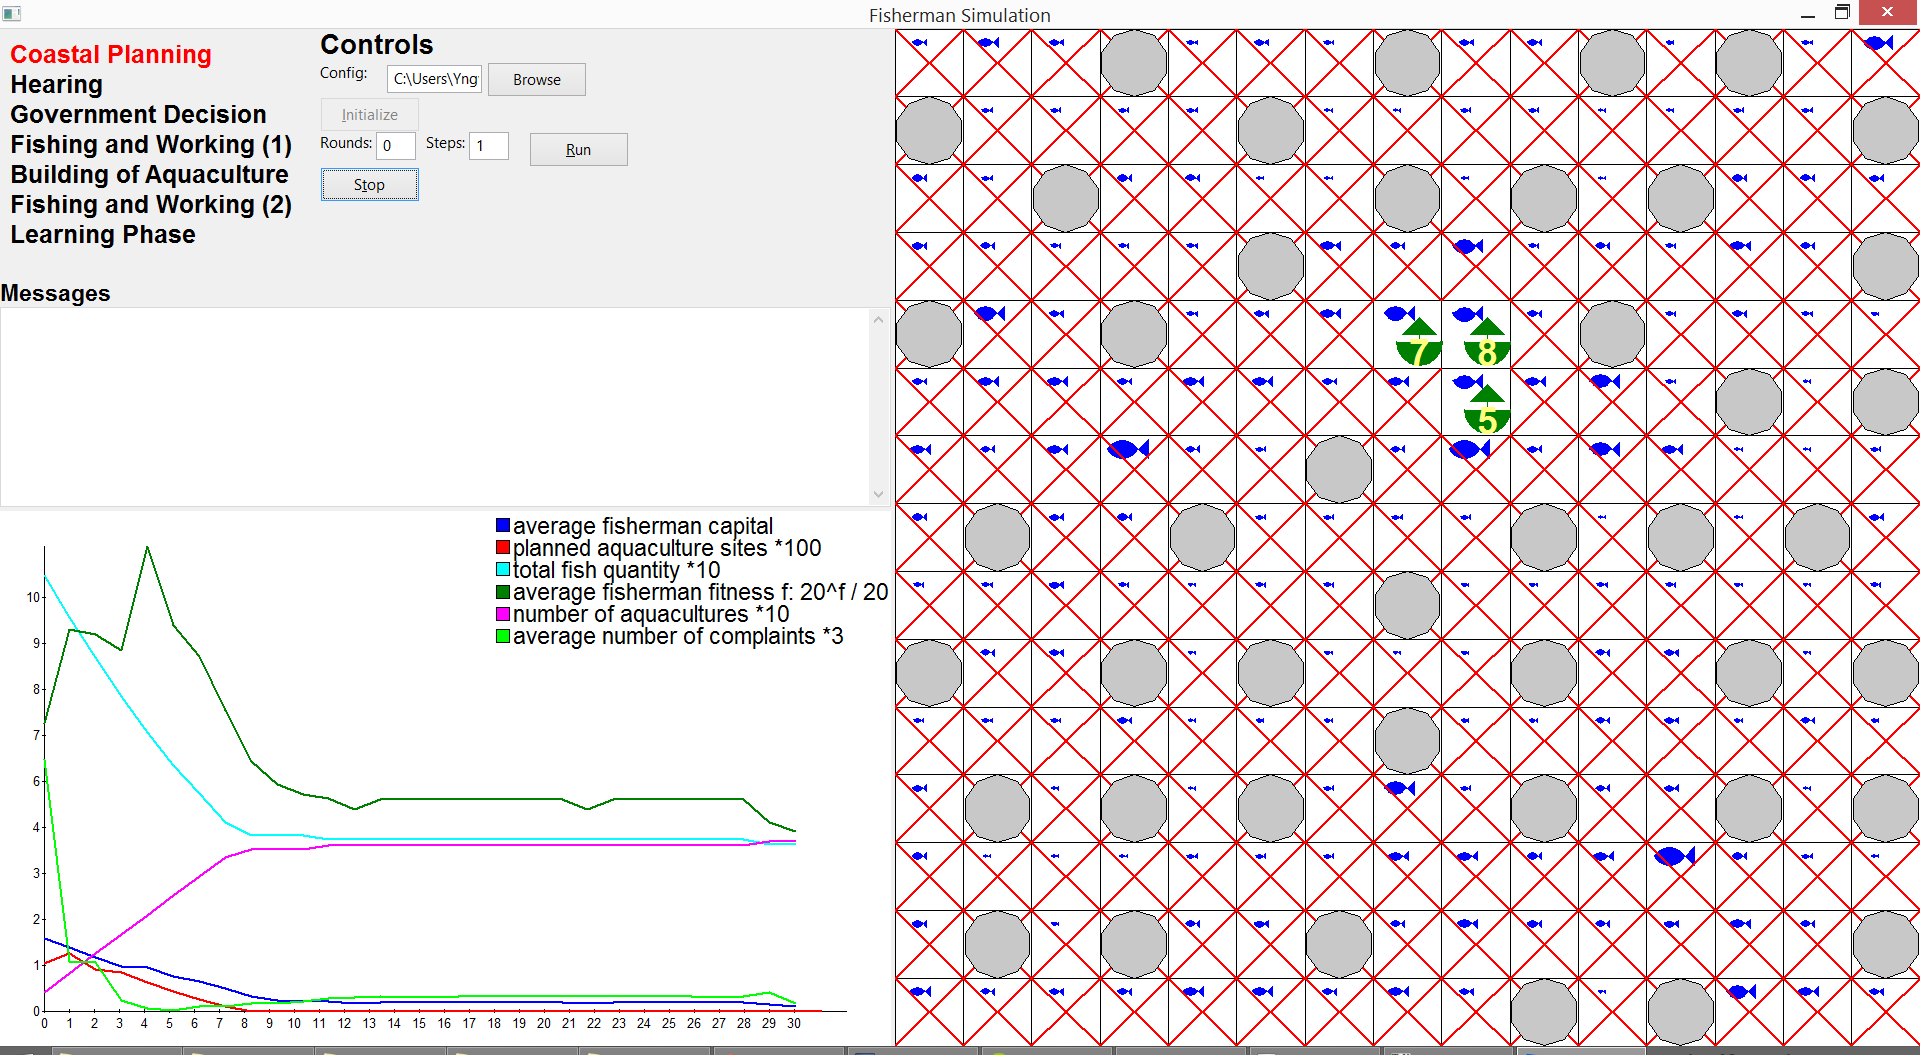 Fisherman Simulation
Coastal Planning
Hearing
Government Decision
Fishing and Working (1)
Building of Aquaculture
Fishing and Working (2)
Learning Phase
Controls
Config: C:\Users\Yng Browse
Initialize
Rounds: 0 Steps: 1 Run
Stop
Messages
average fisherman capital
planned aquaculture sites *100
total fish quantity *10
average fisherman fitness f: 20^f / 20
number of aquacultures *10
average number of complaints *3
10
9
8
7
6
5
4
3
2
1
0
0 1 2 3 4 5 6 7 8 9 10 11 12 13 14 15 16 17 18 19 20 21 22 23 24 25 26 27 28 29 30
7 8
5